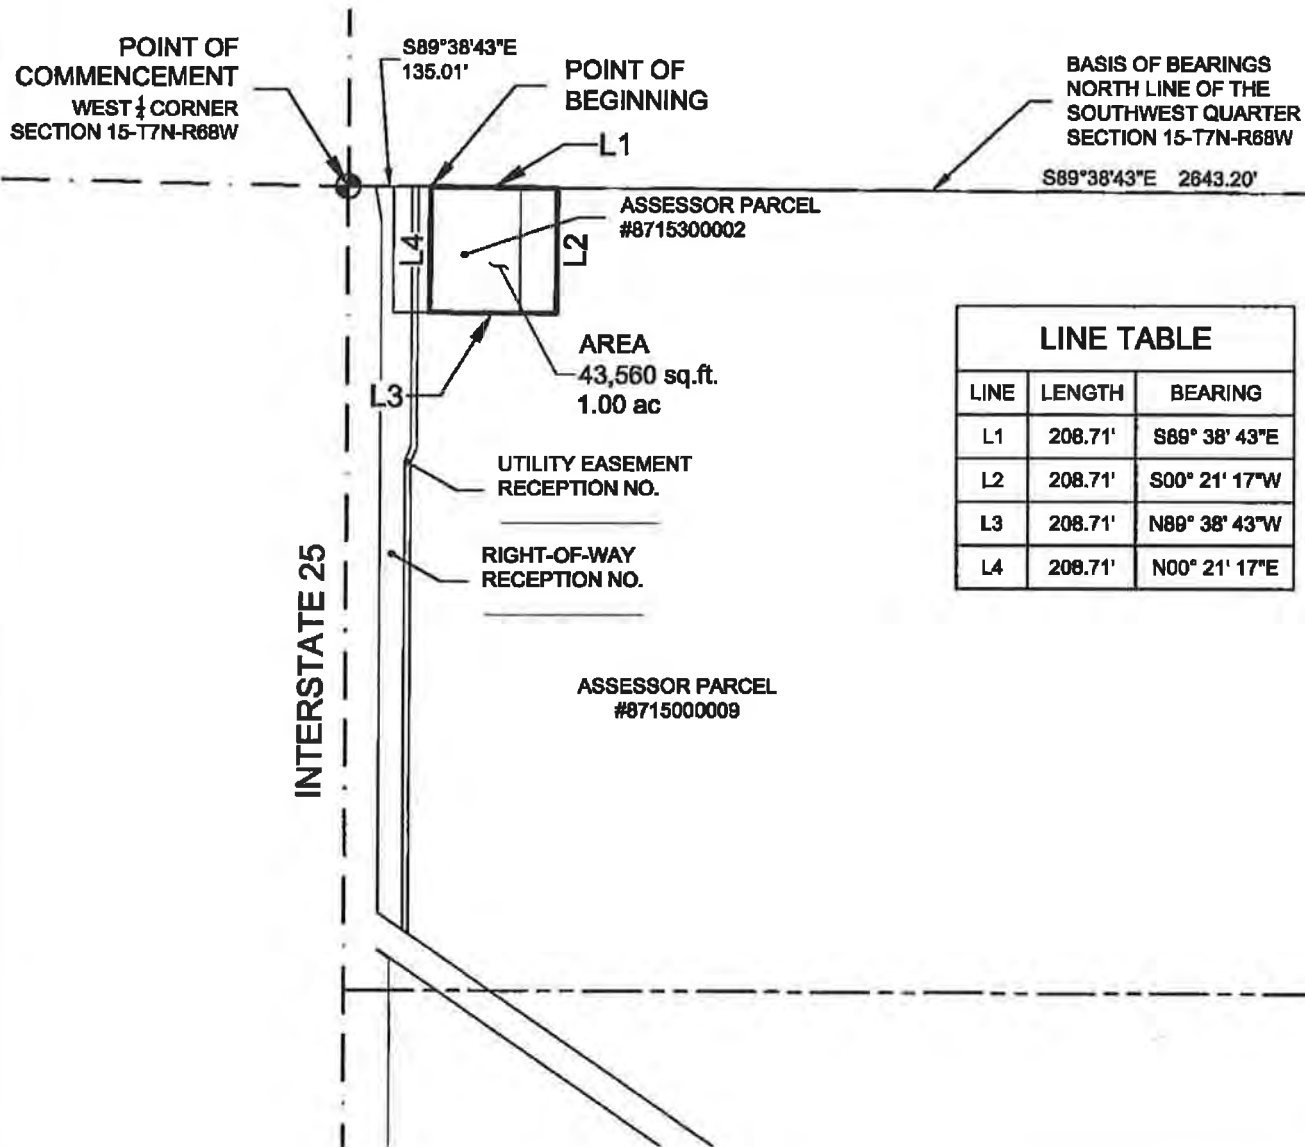 POINT OF
COMMENCEMENT
WEST ¼ CORNER
SECTION 15-T7N-R68W
S89°38'43"E
135.01'
POINT OF
BEGINNING
L1
BASIS OF BEARINGS
NORTH LINE OF THE
SOUTHWEST QUARTER
SECTION 15-T7N-R68W
S89°38'43"E 2643.20'
ASSESSOR PARCEL
#8715300002
L4
L2
AREA
43,560 sq.ft.
1.00 ac
L3
UTILITY EASEMENT
RECEPTION NO.
RIGHT-OF-WAY
RECEPTION NO.
INTERSTATE 25
ASSESSOR PARCEL
#8715000009
LINE TABLE
LINE LENGTH BEARING
L1 208.71' S89° 38' 43"E
L2 208.71' S00° 21' 17"W
L3 208.71' N89° 38' 43"W
L4 208.71' N00° 21' 17"E